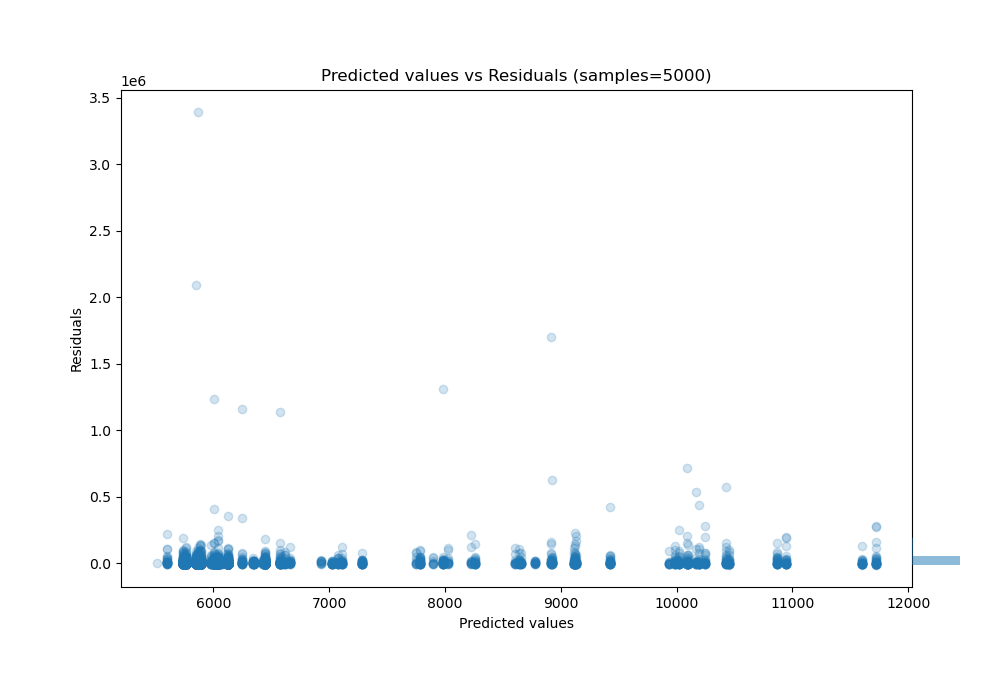 Predicted values vs Residuals (samples=5000)
1e6
3.5
3.0
2.5
2.0
1.5
1.0
0.5
0.0
Residuals
6000 7000 8000 9000 10000 11000 12000
Predicted values